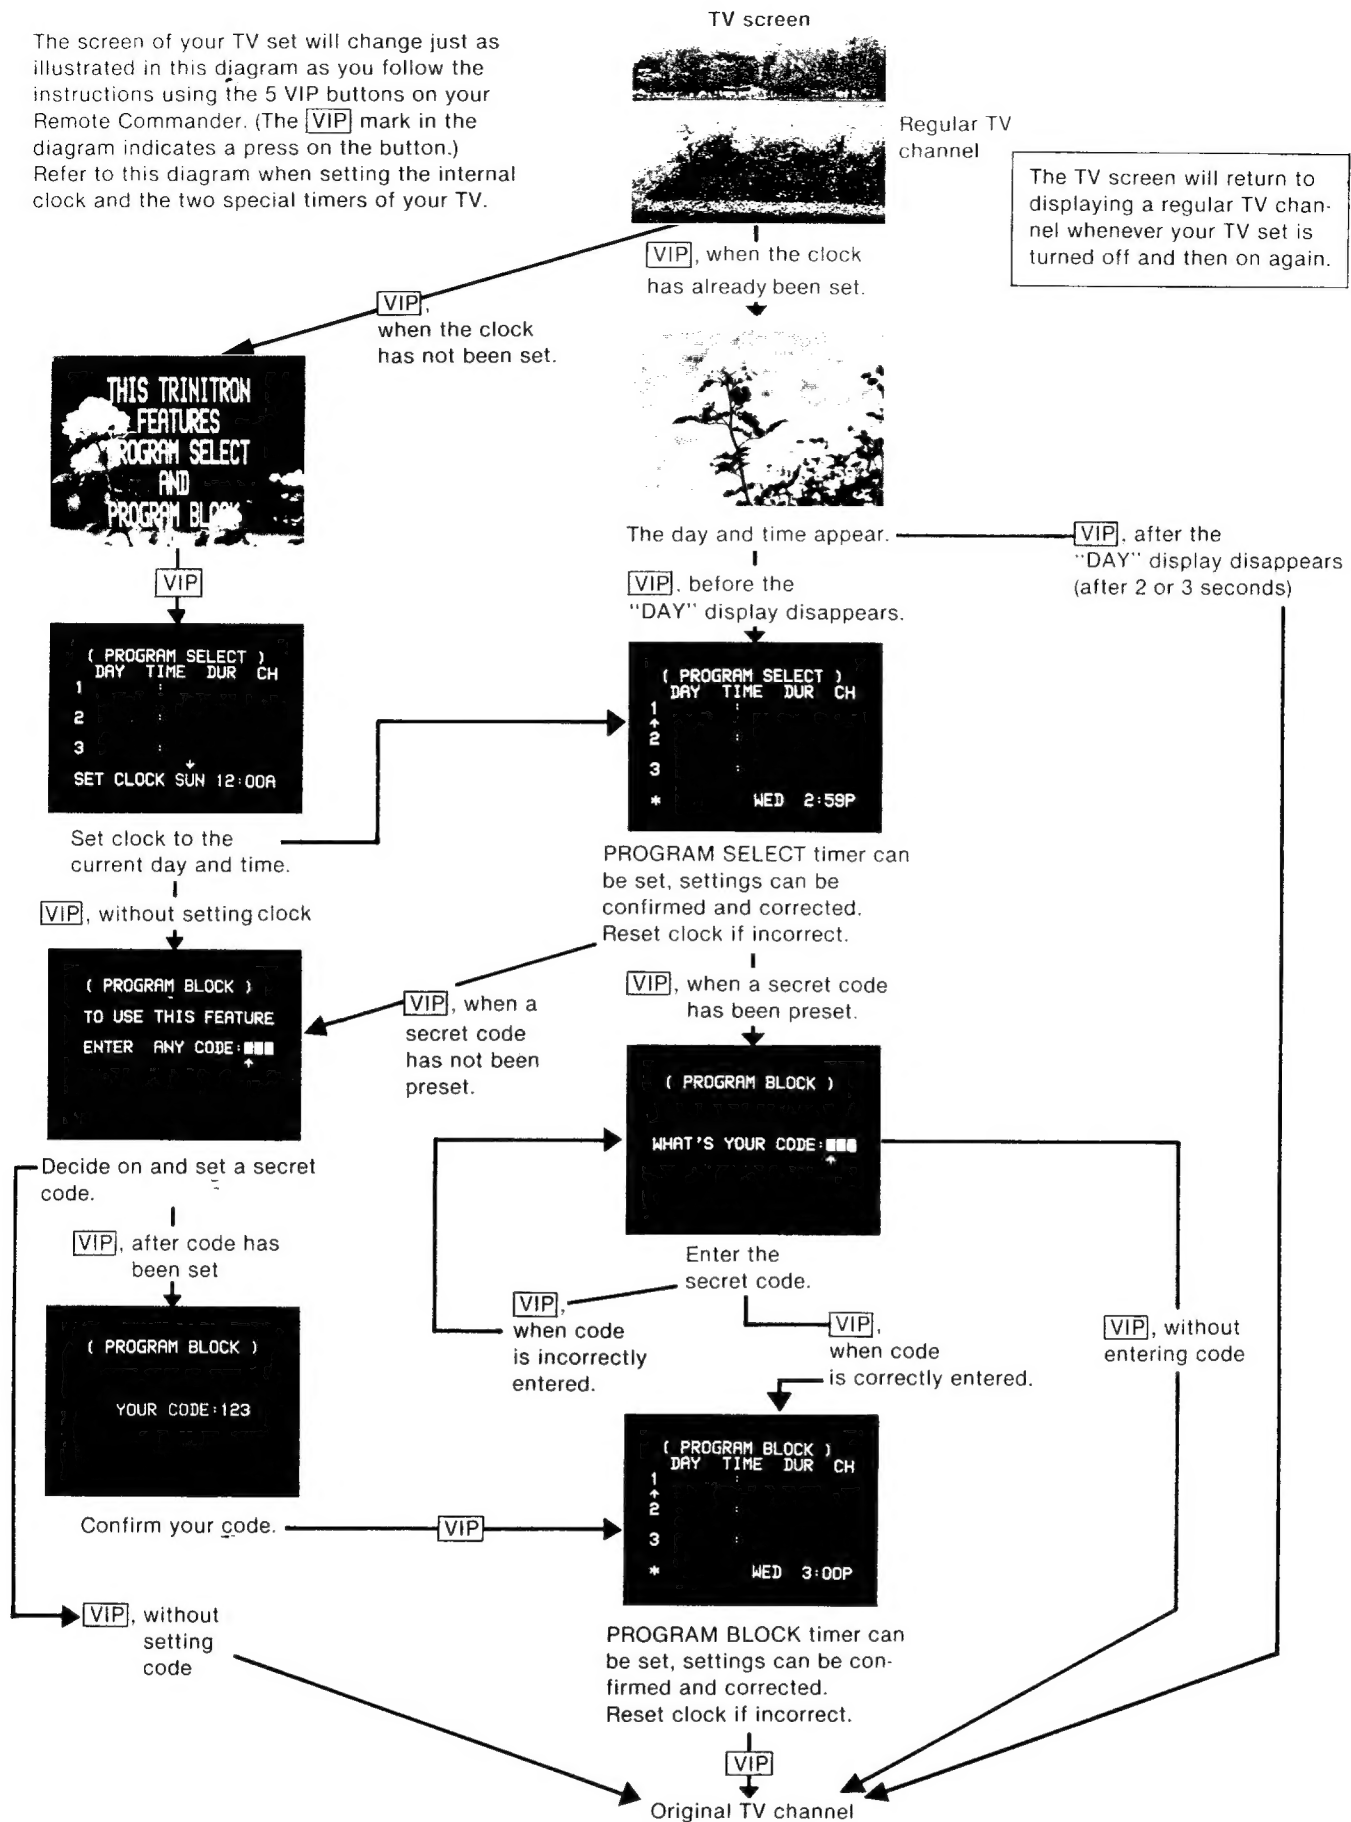 TV screen
The screen of your TV set will change just as
illustrated in this diagram as you follow the
instructions using the 5 VIP buttons on your
Remote Commander. (The VIP mark in the
diagram indicates a press on the button.)
Refer to this diagram when setting the internal
clock and the two special timers of your TV.
Regular TV
channel
The TV screen will return to
displaying a regular TV chan-
nel whenever your TV set is
turned off and then on again.
VIP, when the clock
has already been set.
VIP,
when the clock
has not been set.
THIS TRINITRON
FEATURES
PROGRAM SELECT
AND
PROGRAM BLOCK
The day and time appear.
VIP, after the
"DAY" display disappears
(after 2 or 3 seconds)
VIP
VIP, before the
"DAY" display disappears.
( PROGRAM SELECT )
DAY TIME DUR CH
1 :
2 :
3 :
SET CLOCK SUN 12:00A
( PROGRAM SELECT )
DAY TIME DUR CH
1 :
2 :
3 :
* WED 2:59P
Set clock to the
current day and time.
PROGRAM SELECT timer can
be set, settings can be
confirmed and corrected.
Reset clock if incorrect.
VIP, without setting clock
( PROGRAM BLOCK )
TO USE THIS FEATURE
ENTER ANY CODE:■■■
VIP, when a
secret code
has not been
preset.
VIP, when a secret code
has been preset.
( PROGRAM BLOCK )
WHAT'S YOUR CODE:■■■
Decide on and set a secret
code.
VIP, after code has
been set
Enter the
secret code.
VIP,
when code
is incorrectly
entered.
VIP,
when code
is correctly entered.
VIP, without
entering code
( PROGRAM BLOCK )
YOUR CODE:123
( PROGRAM BLOCK )
DAY TIME DUR CH
1 :
2 :
3 :
* WED 3:00P
Confirm your code.
VIP
VIP, without
setting
code
PROGRAM BLOCK timer can
be set, settings can be con-
firmed and corrected.
Reset clock if incorrect.
VIP
Original TV channel